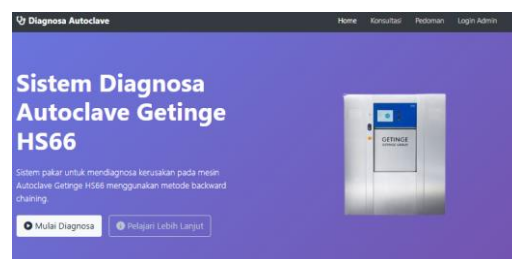 Diagnosa Autoclave
Home Konsultasi Pedoman Login Admin
Sistem Diagnosa
Autoclave Getinge
HS66
Sistem pakar untuk mendiagnosa kerusakan pada mesin
Autoclave Getinge HS66 menggunakan metode backward
chaining.
Mulai Diagnosa
Pelajari Lebih Lanjut
GETINGE